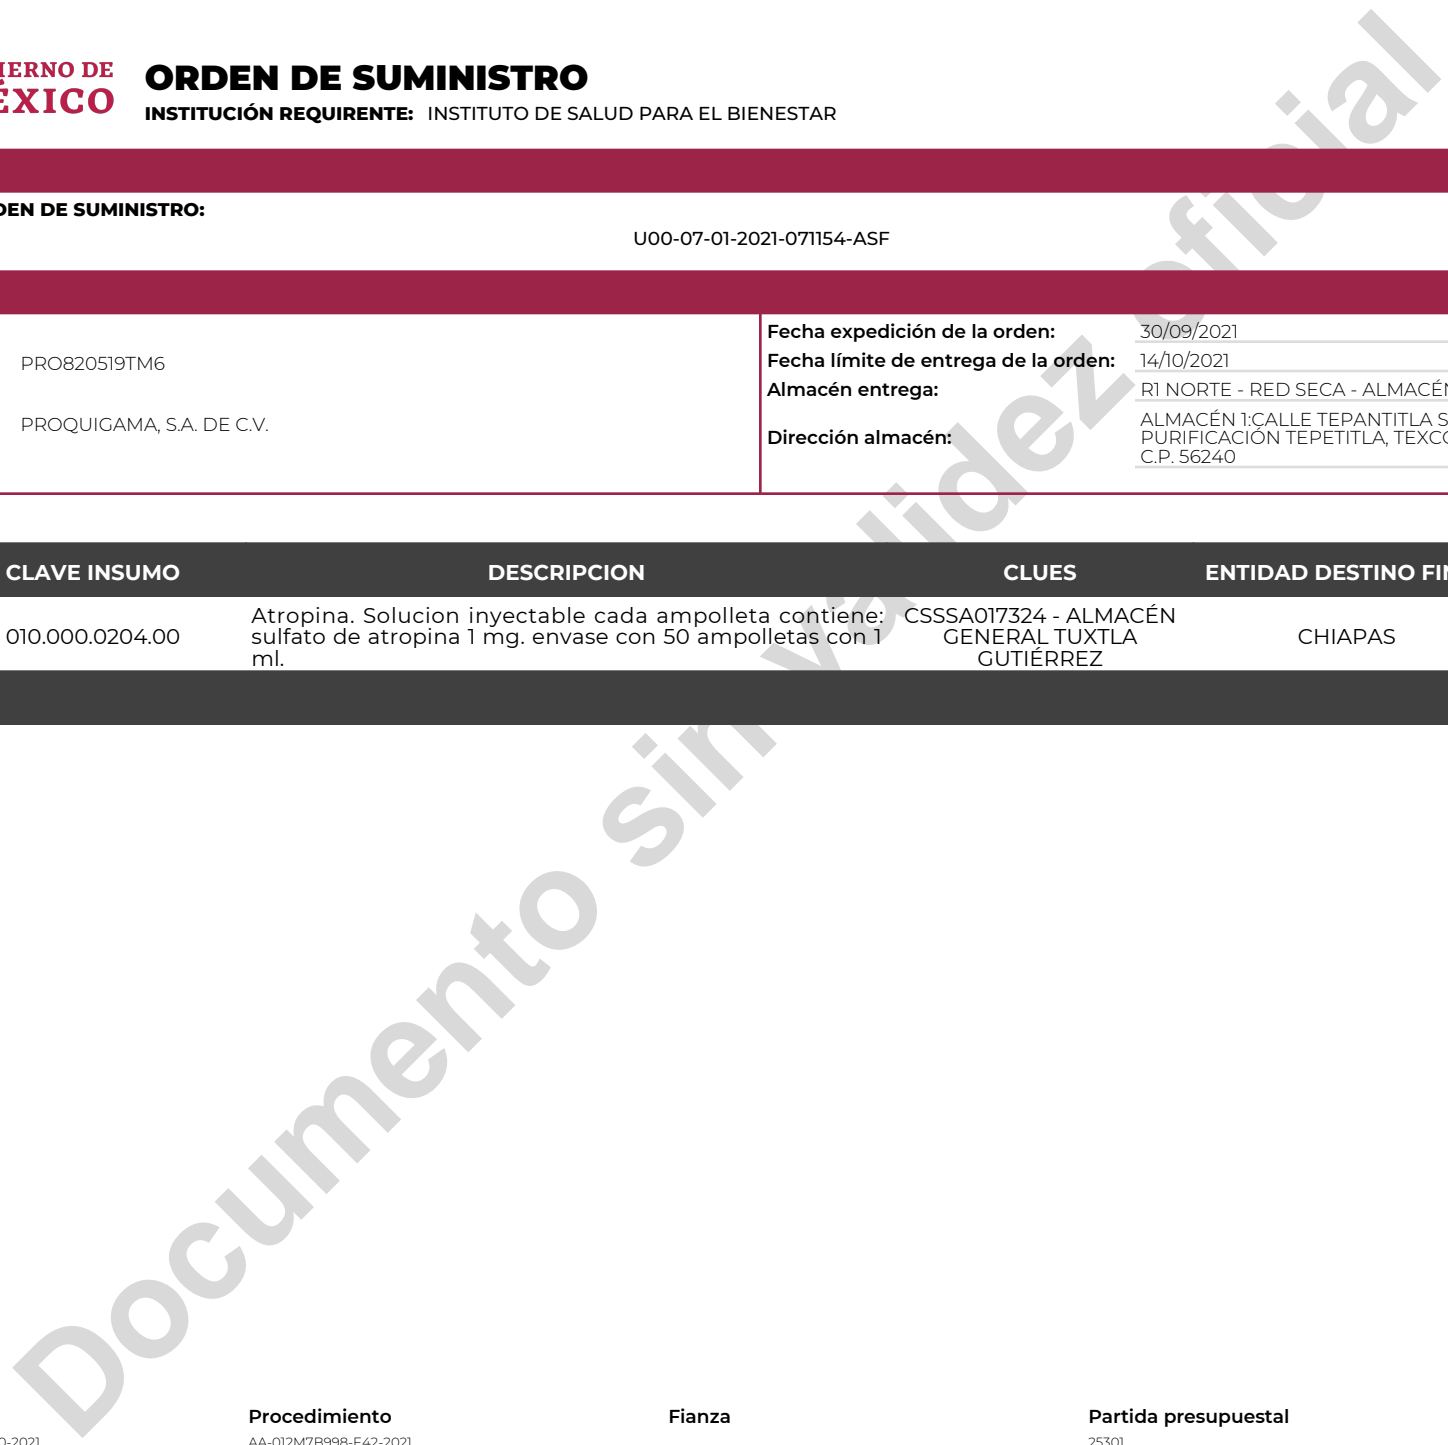 ORDEN DE SUMINISTRO
INSTITUCIÓN REQUIRENTE: INSTITUTO DE SALUD PARA EL BIENESTAR
DE
MÉXICO
DE SUMINISTRO:
U00-07-01-2021-071154-ASF
PRO820519TM6
PROQUIGAMA, S.A. DE C.V.
Fecha expedición de la orden: 30/09/2021
Fecha límite de entrega de la orden: 14/10/2021
Almacén entrega: R1 NORTE - RED SECA - ALMACÉN
Dirección almacén:
ALMACÉN 1:CALLE TEPANTITLA
PURIFICACIÓN TEPETITLA,
C.P. 56240
CLAVE INSUMO DESCRIPCION CLUES ENTIDAD DESTINO
010.000.0204.00
Atropina. Solucion inyectable cada ampolleta contiene:
sulfato de atropina 1 mg. envase con 50 ampolletas con 1
ml.
CSSSA017324 - ALMACÉN
GENERAL TUXTLA
GUTIÉRREZ
CHIAPAS
Documento sin validez oficial
Procedimiento Fianza Partida presupuestal
AA-012M7B998-E42-2021 25301